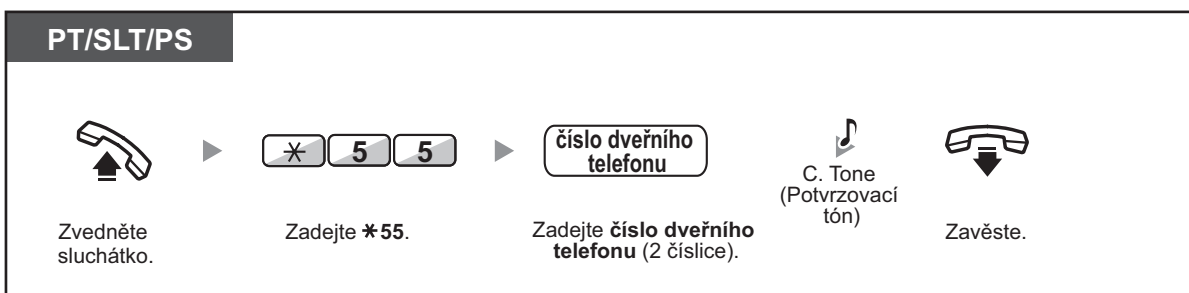 PT/SLT/PS
✳ 5 5
číslo dveřního
telefonu
C. Tone
(Potvrzovací
tón)
Zvedněte
sluchátko.
Zadejte ✳55.
Zadejte číslo dveřního
telefonu (2 číslice).
Zavěste.